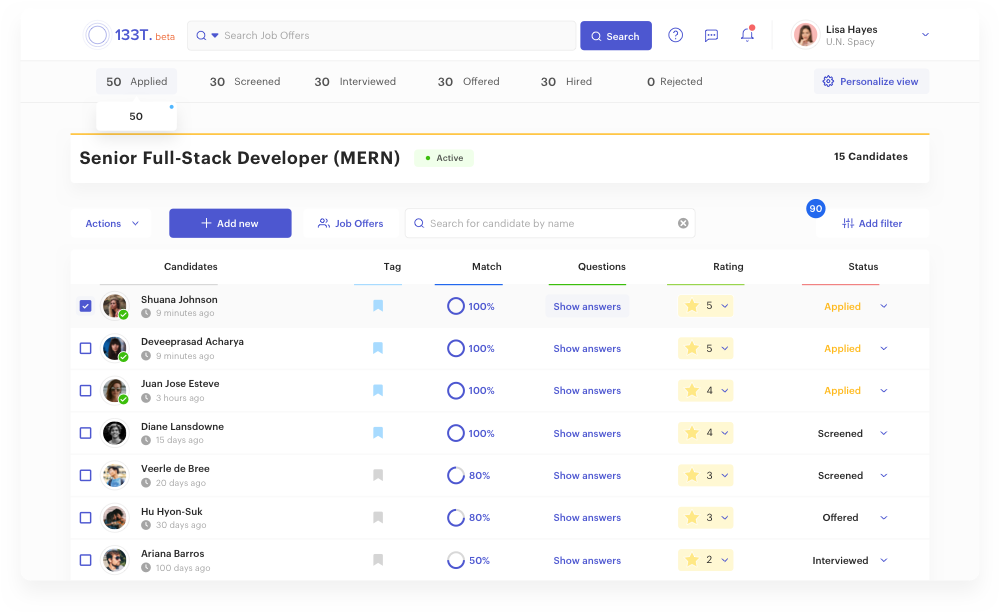 133T. beta
Search Job Offers
Search
Lisa Hayes
U.N. Spacy
50 Applied
30 Screened
30 Interviewed
30 Offered
30 Hired
0 Rejected
Personalize view
50
Senior Full-Stack Developer (MERN)
Active
15 Candidates
Actions
Add new
Job Offers
Search for candidate by name
90
Add filter
Candidates Tag Match Questions Rating Status
Shuana Johnson
9 minutes ago
100% Show answers 5 Applied
Deveeprasad Acharya
9 minutes ago
100% Show answers 5 Applied
Juan Jose Esteve
3 hours ago
100% Show answers 4 Applied
Diane Lansdowne
15 days ago
100% Show answers 4 Screened
Veerle de Bree
20 days ago
80% Show answers 3 Screened
Hu Hyon-Suk
30 days ago
80% Show answers 3 Offered
Ariana Barros
100 days ago
50% Show answers 2 Interviewed